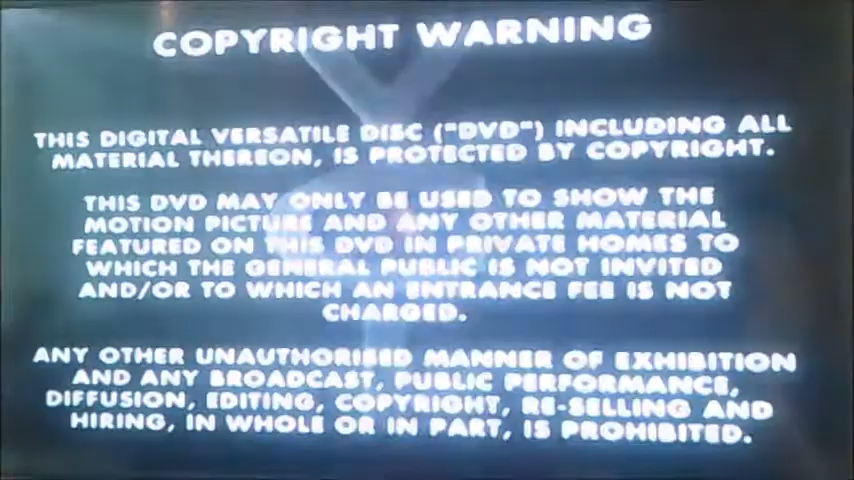 COPYRIGHT WARNING
THIS DIGITAL VERSATILE DISC ("DVD") INCLUDING ALL
MATERIAL THEREON, IS PROTECTED BY COPYRIGHT.
THIS DVD MAY ONLY BE USED TO SHOW THE
MOTION PICTURE AND ANY OTHER MATERIAL
FEATURED ON THIS DVD IN PRIVATE HOMES TO
WHICH THE GENERAL PUBLIC IS NOT INVITED
AND/OR TO WHICH AN ENTRANCE FEE IS NOT
CHARGED.
ANY OTHER UNAUTHORISED MANNER OF EXHIBITION
AND ANY BROADCAST, PUBLIC PERFORMANCE,
DIFFUSION, EDITING, COPYRIGHT, RE-SELLING AND
HIRING, IN WHOLE OR IN PART, IS PROHIBITED.